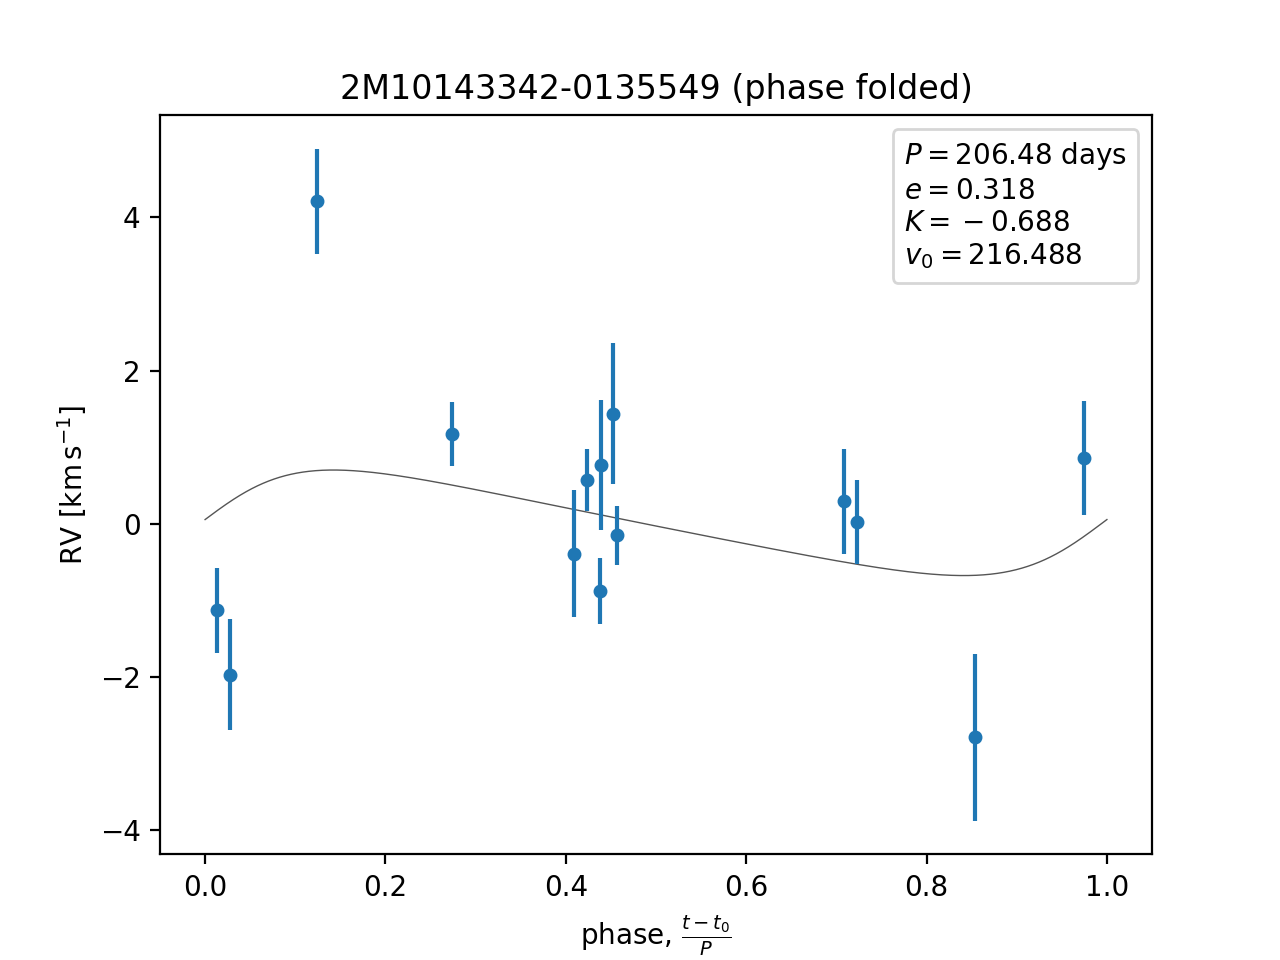 2M10143342-0135549 (phase folded)
P = 206.48 days
e = 0.318
K = −0.688
v₀ = 216.488
RV [km s⁻¹]
4
2
0
−2
−4
0.0 0.2 0.4 0.6 0.8 1.0
phase, (t − t₀)/P